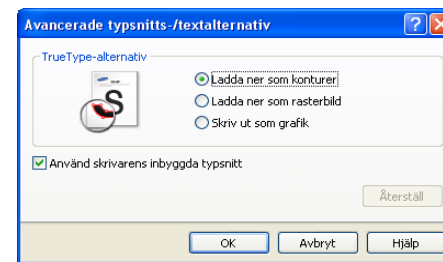 Avancerade typsnitts-/textalternativ
TrueType-alternativ
Ladda ner som konturer
Ladda ner som rasterbild
Skriv ut som grafik
Använd skrivarens inbyggda typsnitt
Återställ
OK Avbryt Hjälp